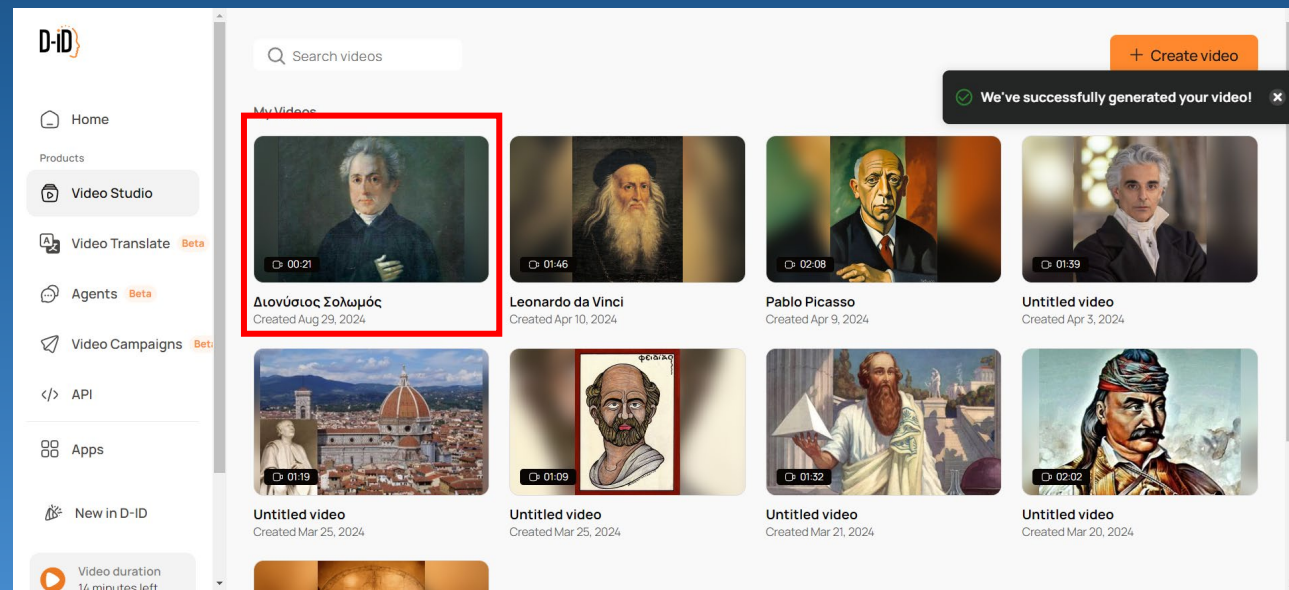 D-iD
Search videos
+ Create video
We've successfully generated your video!
Home
My Videos
Products
Video Studio
Video Translate Beta
Agents Beta
Video Campaigns Beta
</> API
Apps
New in D-ID
Video duration
14 minutes left
00:21
Διονύσιος Σολωμός
Created Aug 29, 2024
01:46
Leonardo da Vinci
Created Apr 10, 2024
02:08
Pablo Picasso
Created Apr 9, 2024
01:39
Untitled video
Created Apr 3, 2024
01:19
Untitled video
Created Mar 25, 2024
φειδίας
01:09
Untitled video
Created Mar 25, 2024
01:32
Untitled video
Created Mar 21, 2024
02:02
Untitled video
Created Mar 20, 2024